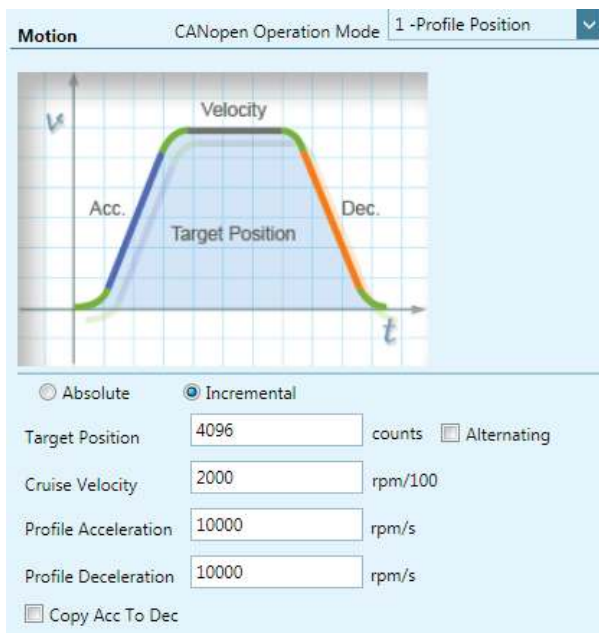 Motion CANopen Operation Mode 1 -Profile Position
v
Velocity
Acc. Dec.
Target Position
t
Absolute Incremental
Target Position 4096 counts Alternating
Cruise Velocity 2000 rpm/100
Profile Acceleration 10000 rpm/s
Profile Deceleration 10000 rpm/s
Copy Acc To Dec